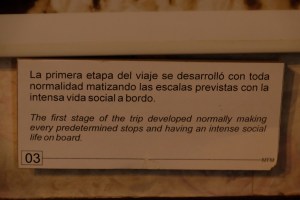 La primera etapa del viaje se desarrolló con toda
normalidad matizando las escalas previstas con la
intensa vida social a bordo.
The first stage of the trip developed normally making
every predetermined stops and having an intense social
life on board.
03